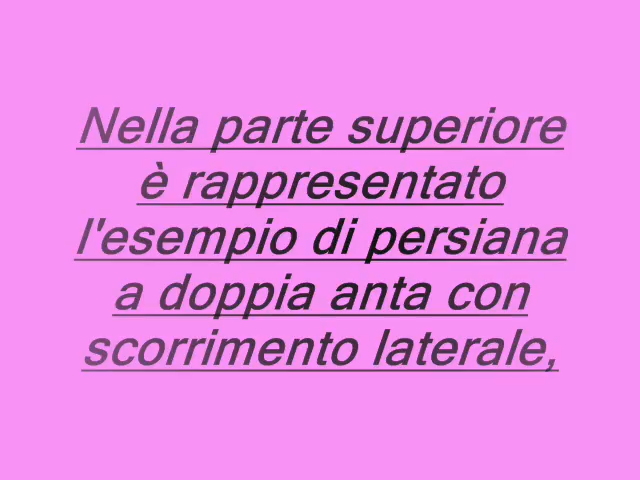 Nella parte superiore
è rappresentato
l'esempio di persiana
a doppia anta con
scorrimento laterale,